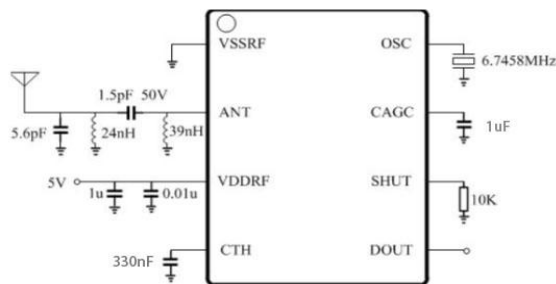 VSSRF OSC
6.7458MHz
1.5pF 50V
ANT CAGC
5.6pF 24nH 39nH 1uF
5V VDDRF SHUT
1u 0.01u 10K
CTH DOUT
330nF